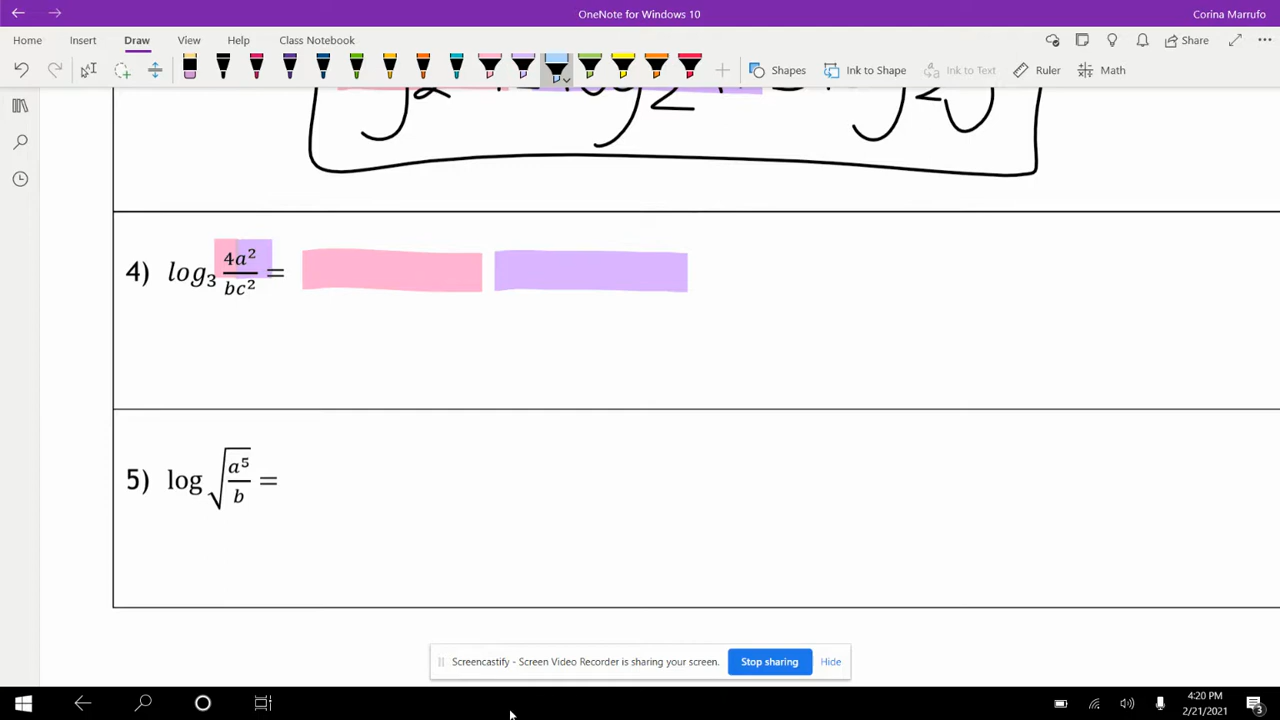 OneNote for Windows 10
Corina Marrufo
Home Insert Draw View Help Class Notebook
Share
Shapes Ink to Shape Ink to Text Ruler Math
4) log₃ 4a²/bc² =
5) log √(a⁵/b) =
Screencastify - Screen Video Recorder is sharing your screen. Stop sharing Hide
4:20 PM
2/21/2021
3